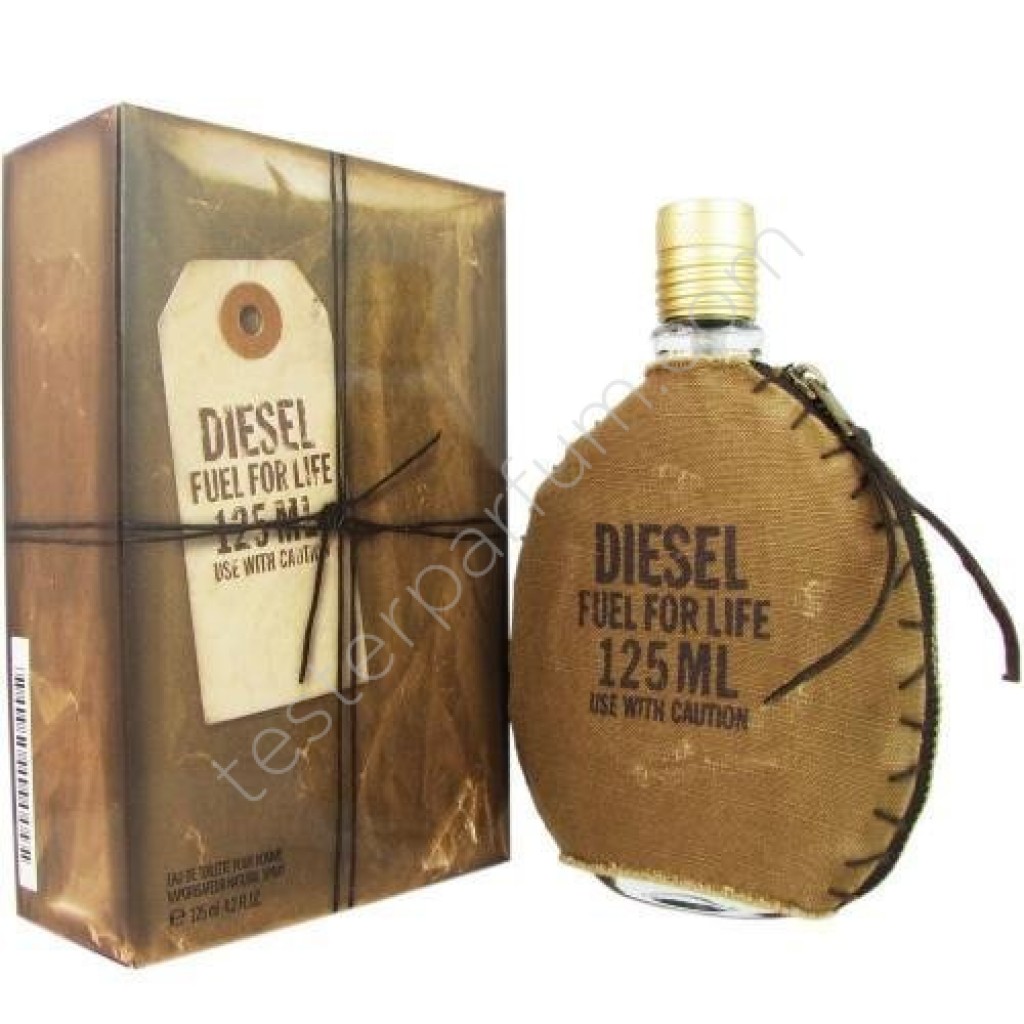 DIESEL
FUEL FOR LIFE
125 ML
USE WITH CAUTION
EAU DE TOILETTE POUR HOMME
VAPORISATEUR NATURAL SPRAY
125 ml 4.2 FL.OZ.
DIESEL
FUEL FOR LIFE
125 ML
USE WITH CAUTION
testerparfum.com